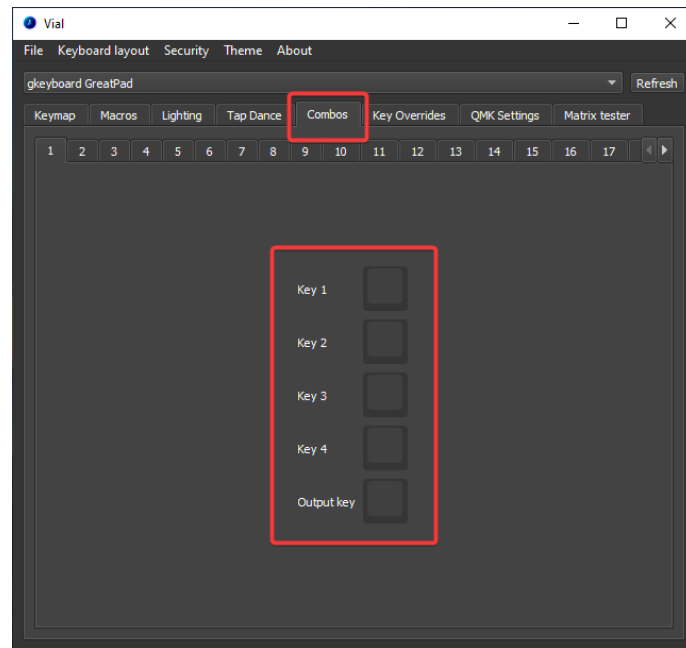 Vial
File Keyboard layout Security Theme About
gkeyboard GreatPad Refresh
Keymap Macros Lighting Tap Dance Combos Key Overrides QMK Settings Matrix tester
1 2 3 4 5 6 7 8 9 10 11 12 13 14 15 16 17
Key 1
Key 2
Key 3
Key 4
Output key